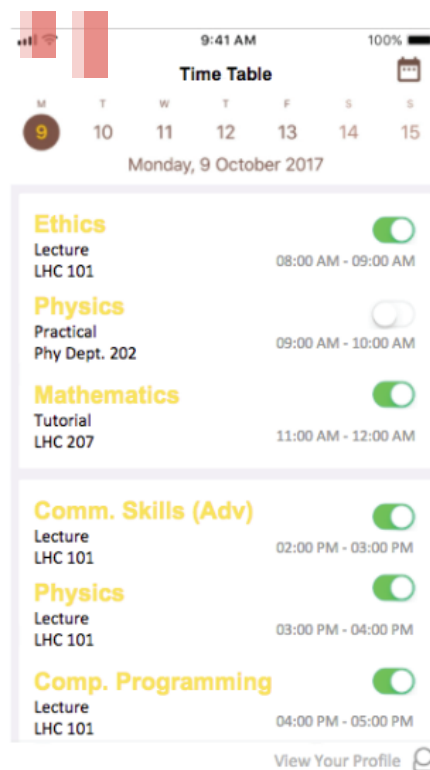 9:41 AM 100%
Time Table
M T W T F S S
9 10 11 12 13 14 15
Monday, 9 October 2017
Ethics
Lecture
LHC 101 08:00 AM - 09:00 AM
Physics
Practical
Phy Dept. 202 09:00 AM - 10:00 AM
Mathematics
Tutorial
LHC 207 11:00 AM - 12:00 AM
Comm. Skills (Adv)
Lecture
LHC 101 02:00 PM - 03:00 PM
Physics
Lecture
LHC 101 03:00 PM - 04:00 PM
Comp. Programming
Lecture
LHC 101 04:00 PM - 05:00 PM
View Your Profile